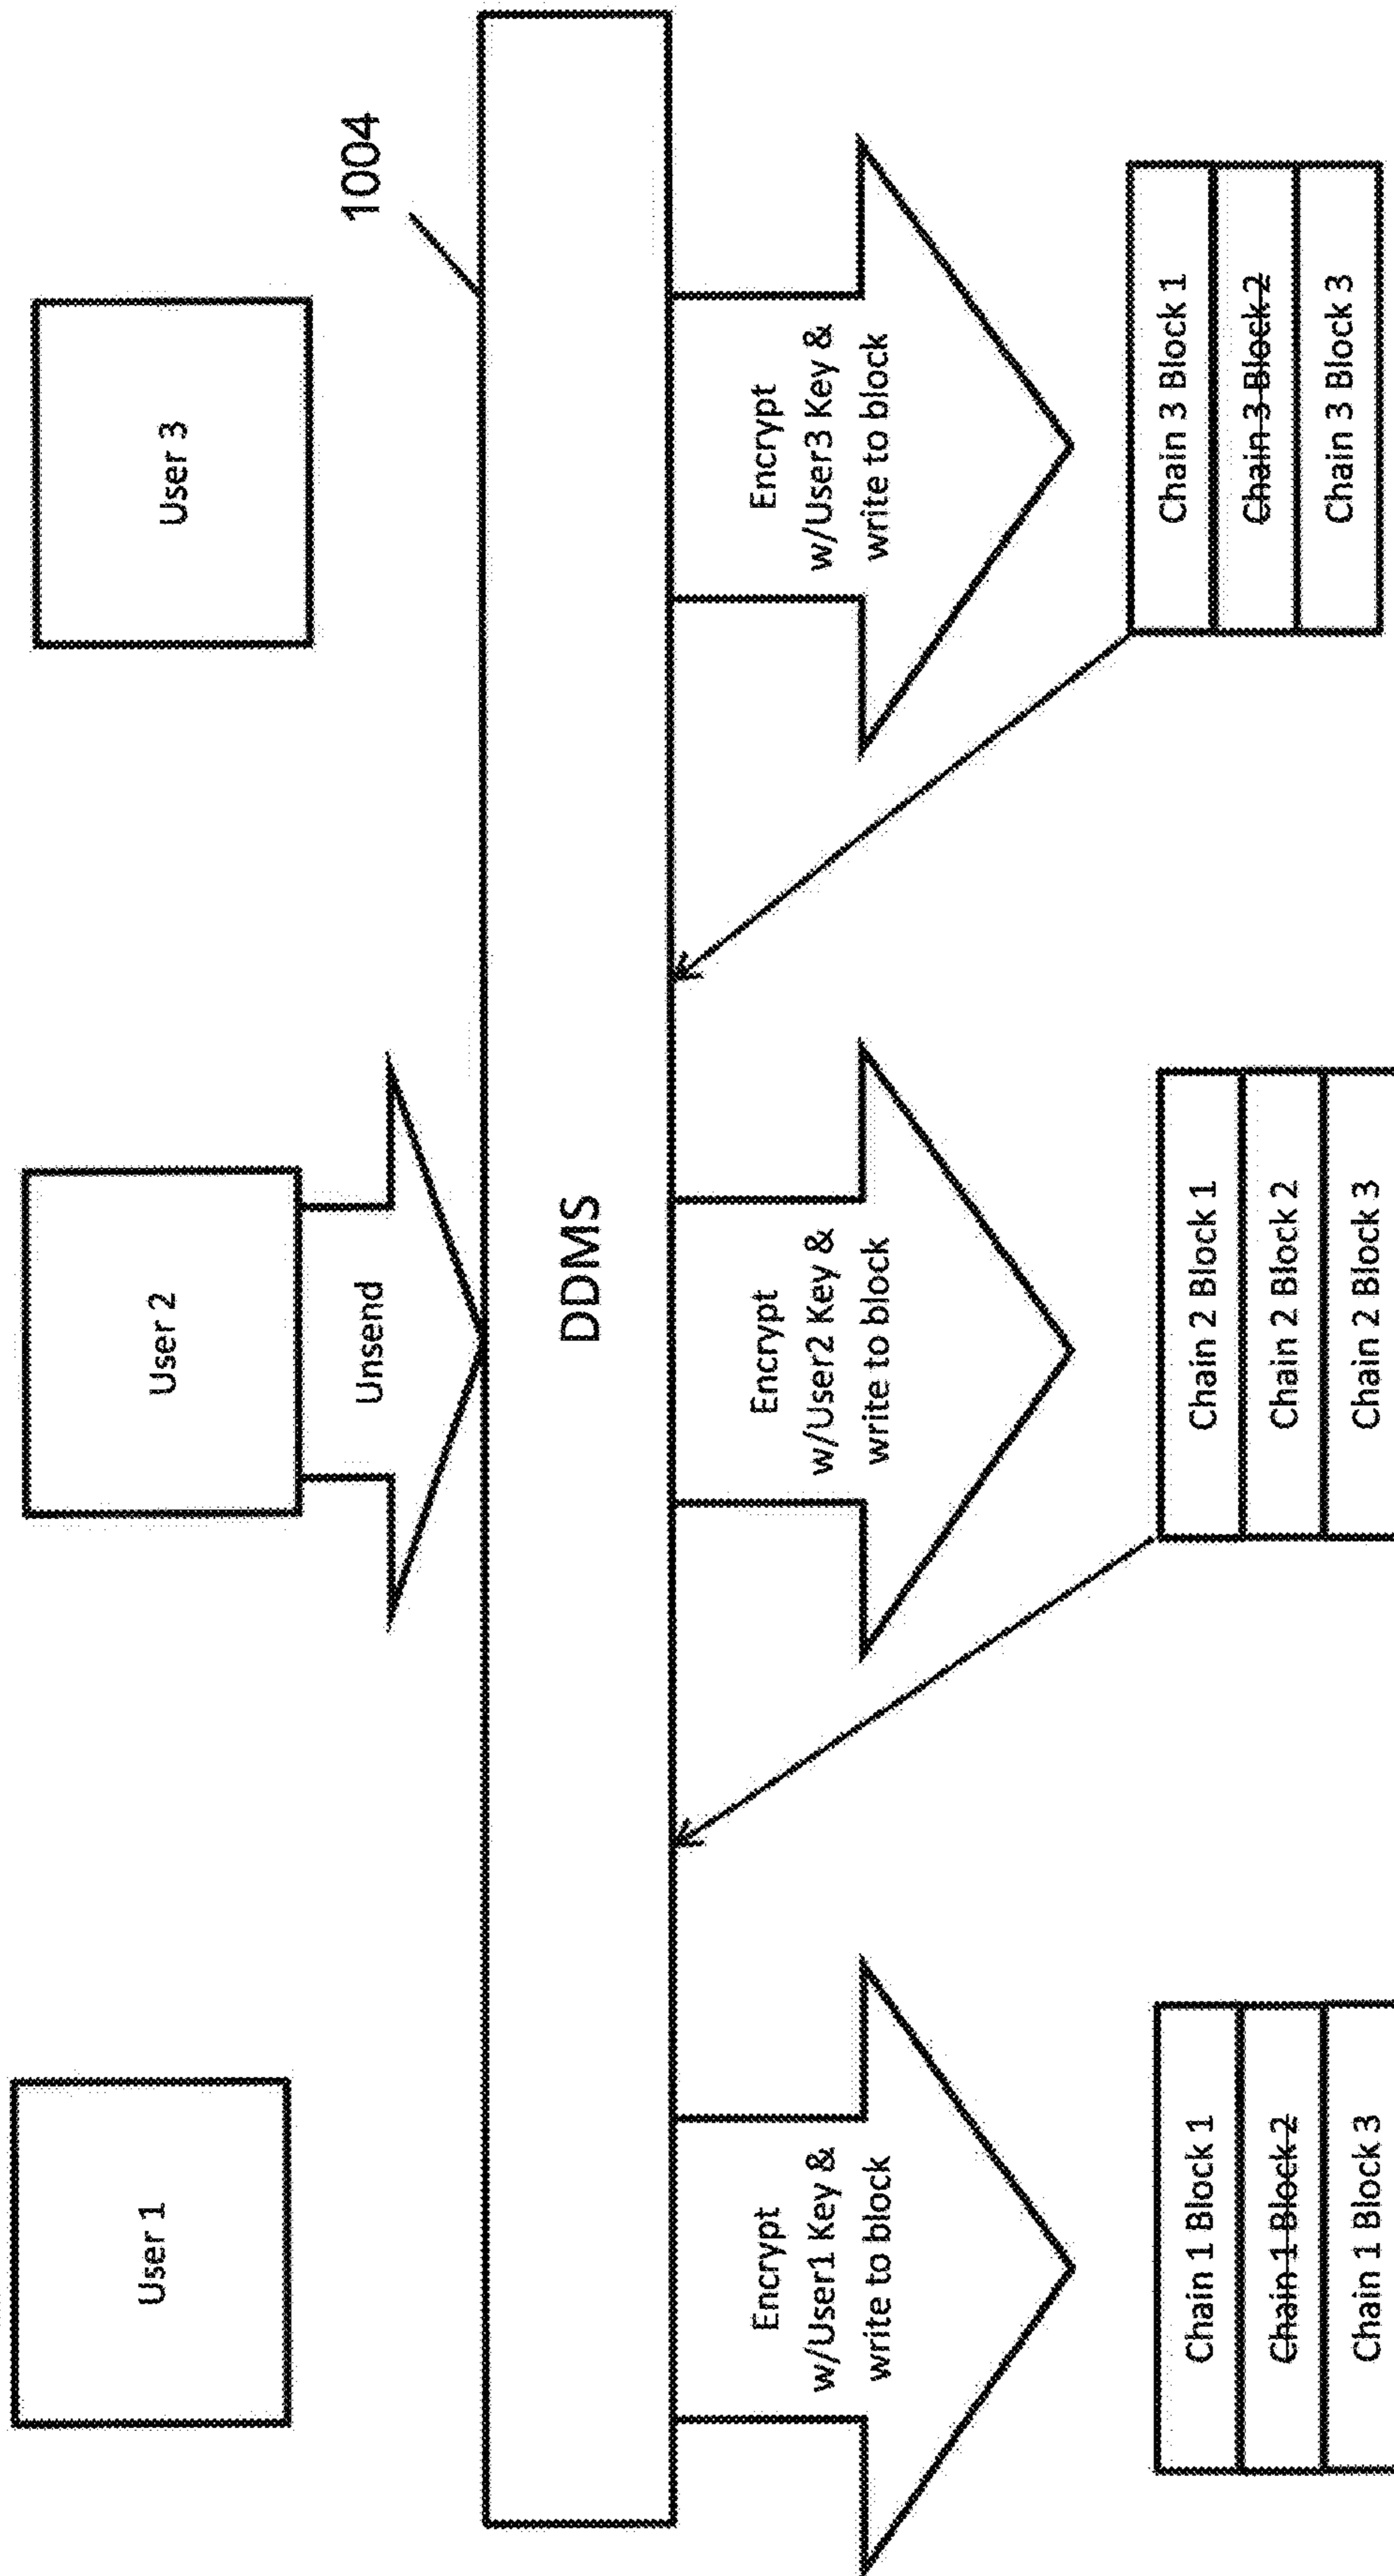 User 1
User 2
User 3
Unsend
1004
DDMS
Encrypt
w/User1 Key &
write to block
Encrypt
w/User2 Key &
write to block
Encrypt
w/User3 Key &
write to block
Chain 1 Block 1
Chain 1 Block 2
Chain 1 Block 3
Chain 2 Block 1
Chain 2 Block 2
Chain 2 Block 3
Chain 3 Block 1
Chain 3 Block 2
Chain 3 Block 3